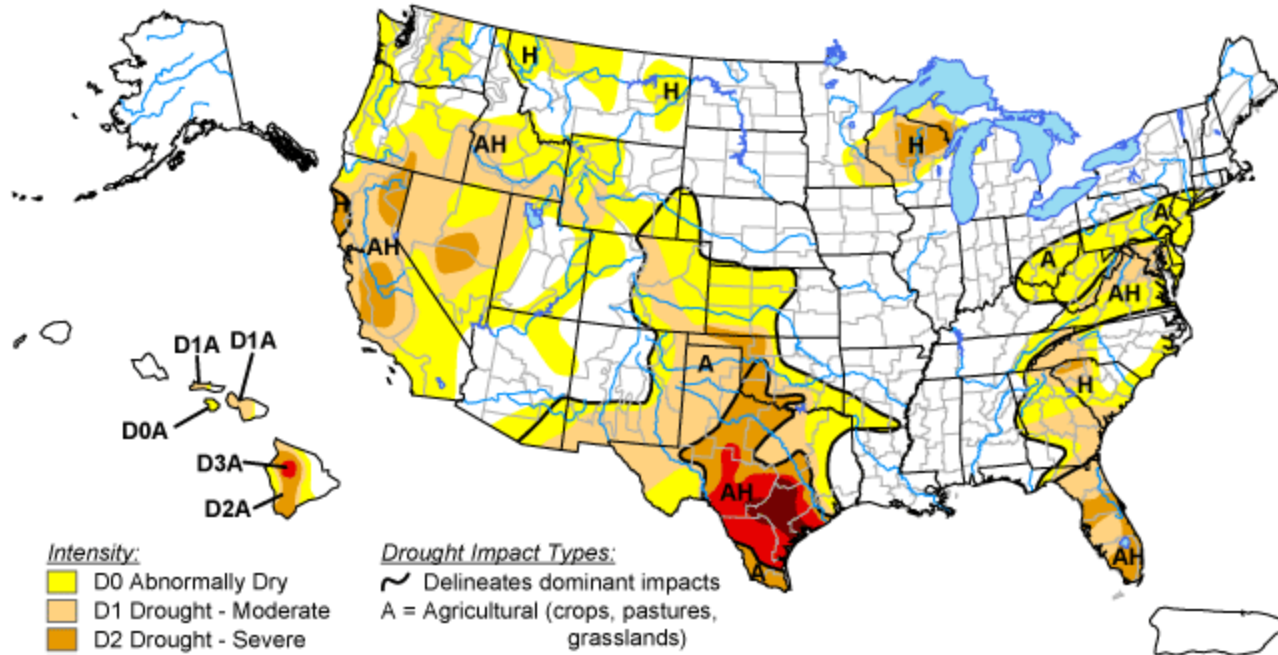 H
H
AH
H
H
A
A
AH
AH
A
D1A
D1A
D0A
H
D3A
D2A
AH
A
AH
Intensity:
D0 Abnormally Dry
D1 Drought - Moderate
D2 Drought - Severe
Drought Impact Types:
Delineates dominant impacts
A = Agricultural (crops, pastures,
grasslands)